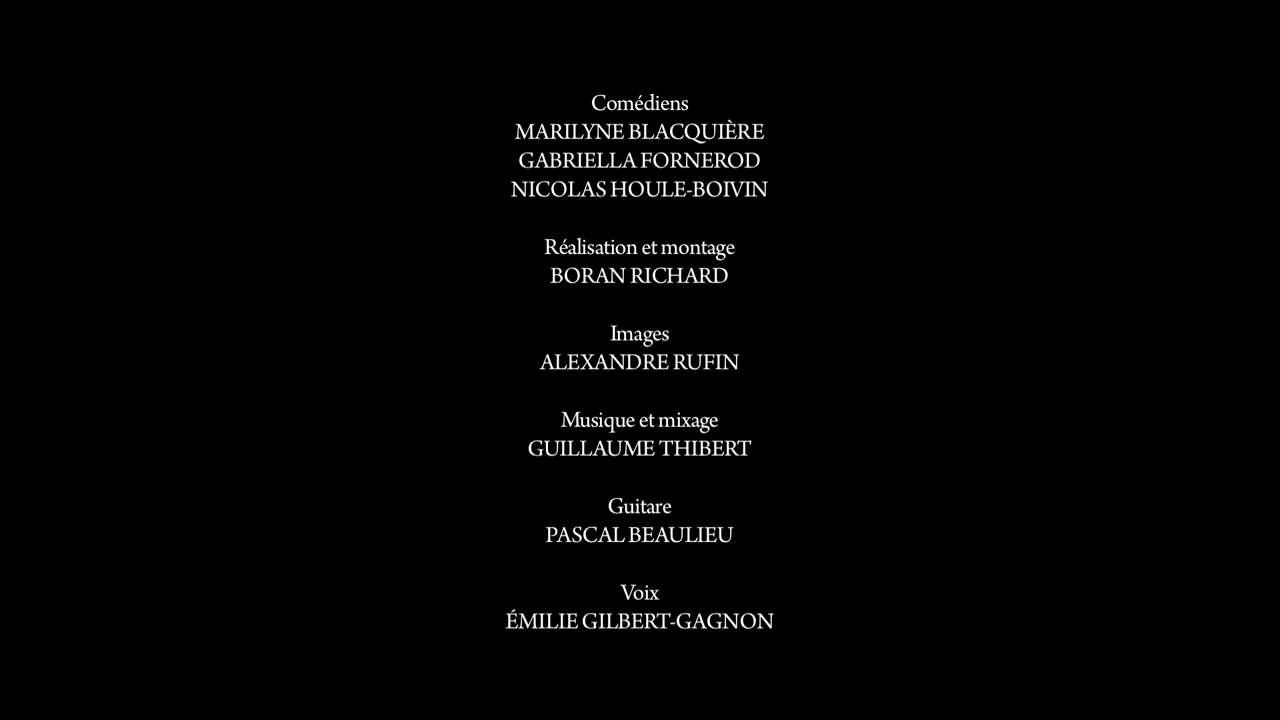 Comédiens
MARILYNE BLACQUIÈRE
GABRIELLA FORNEROD
NICOLAS HOULE-BOIVIN
Réalisation et montage
BORAN RICHARD
Images
ALEXANDRE RUFIN
Musique et mixage
GUILLAUME THIBERT
Guitare
PASCAL BEAULIEU
Voix
ÉMILIE GILBERT-GAGNON